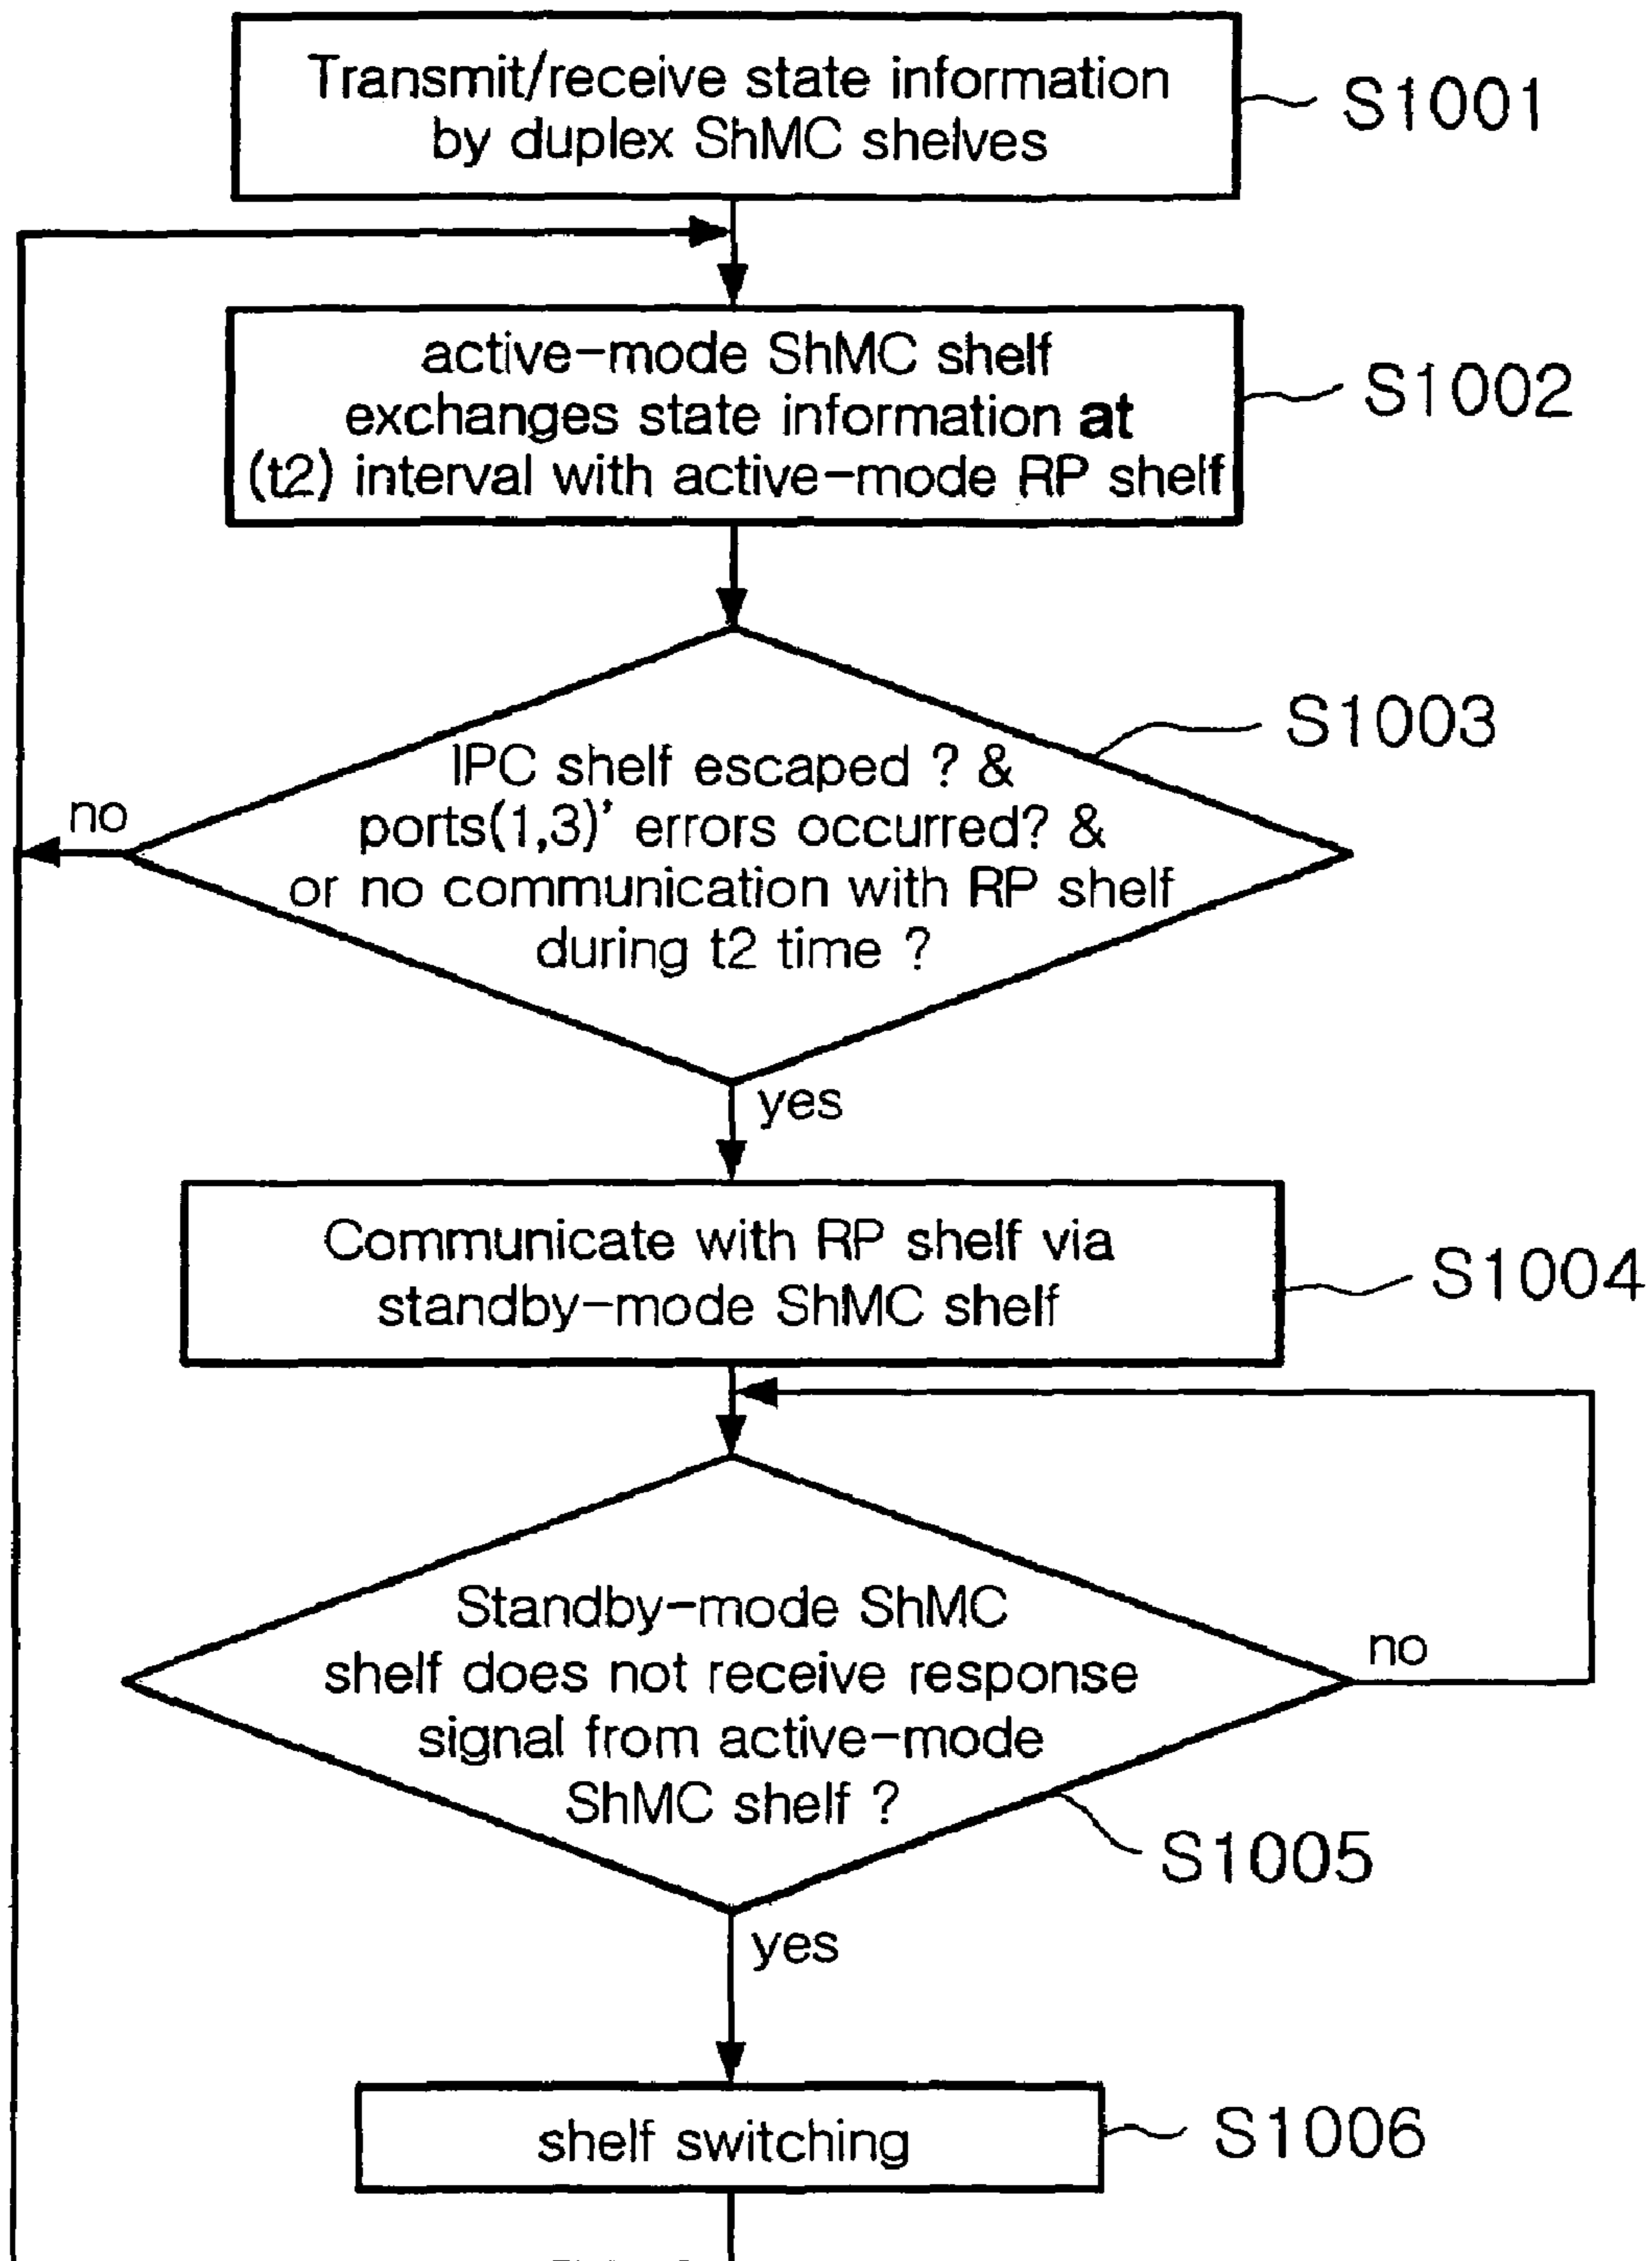 Transmit/receive state information
by duplex ShMC shelves
S1001
active-mode ShMC shelf
exchanges state information at
(t2) interval with active-mode RP shelf
S1002
IPC shelf escaped ? &
ports(1,3)' errors occurred? &
or no communication with RP shelf
during t2 time ?
S1003
no
yes
Communicate with RP shelf via
standby-mode ShMC shelf
S1004
Standby-mode ShMC
shelf does not receive response
signal from active-mode
ShMC shelf ?
no
S1005
yes
shelf switching
S1006